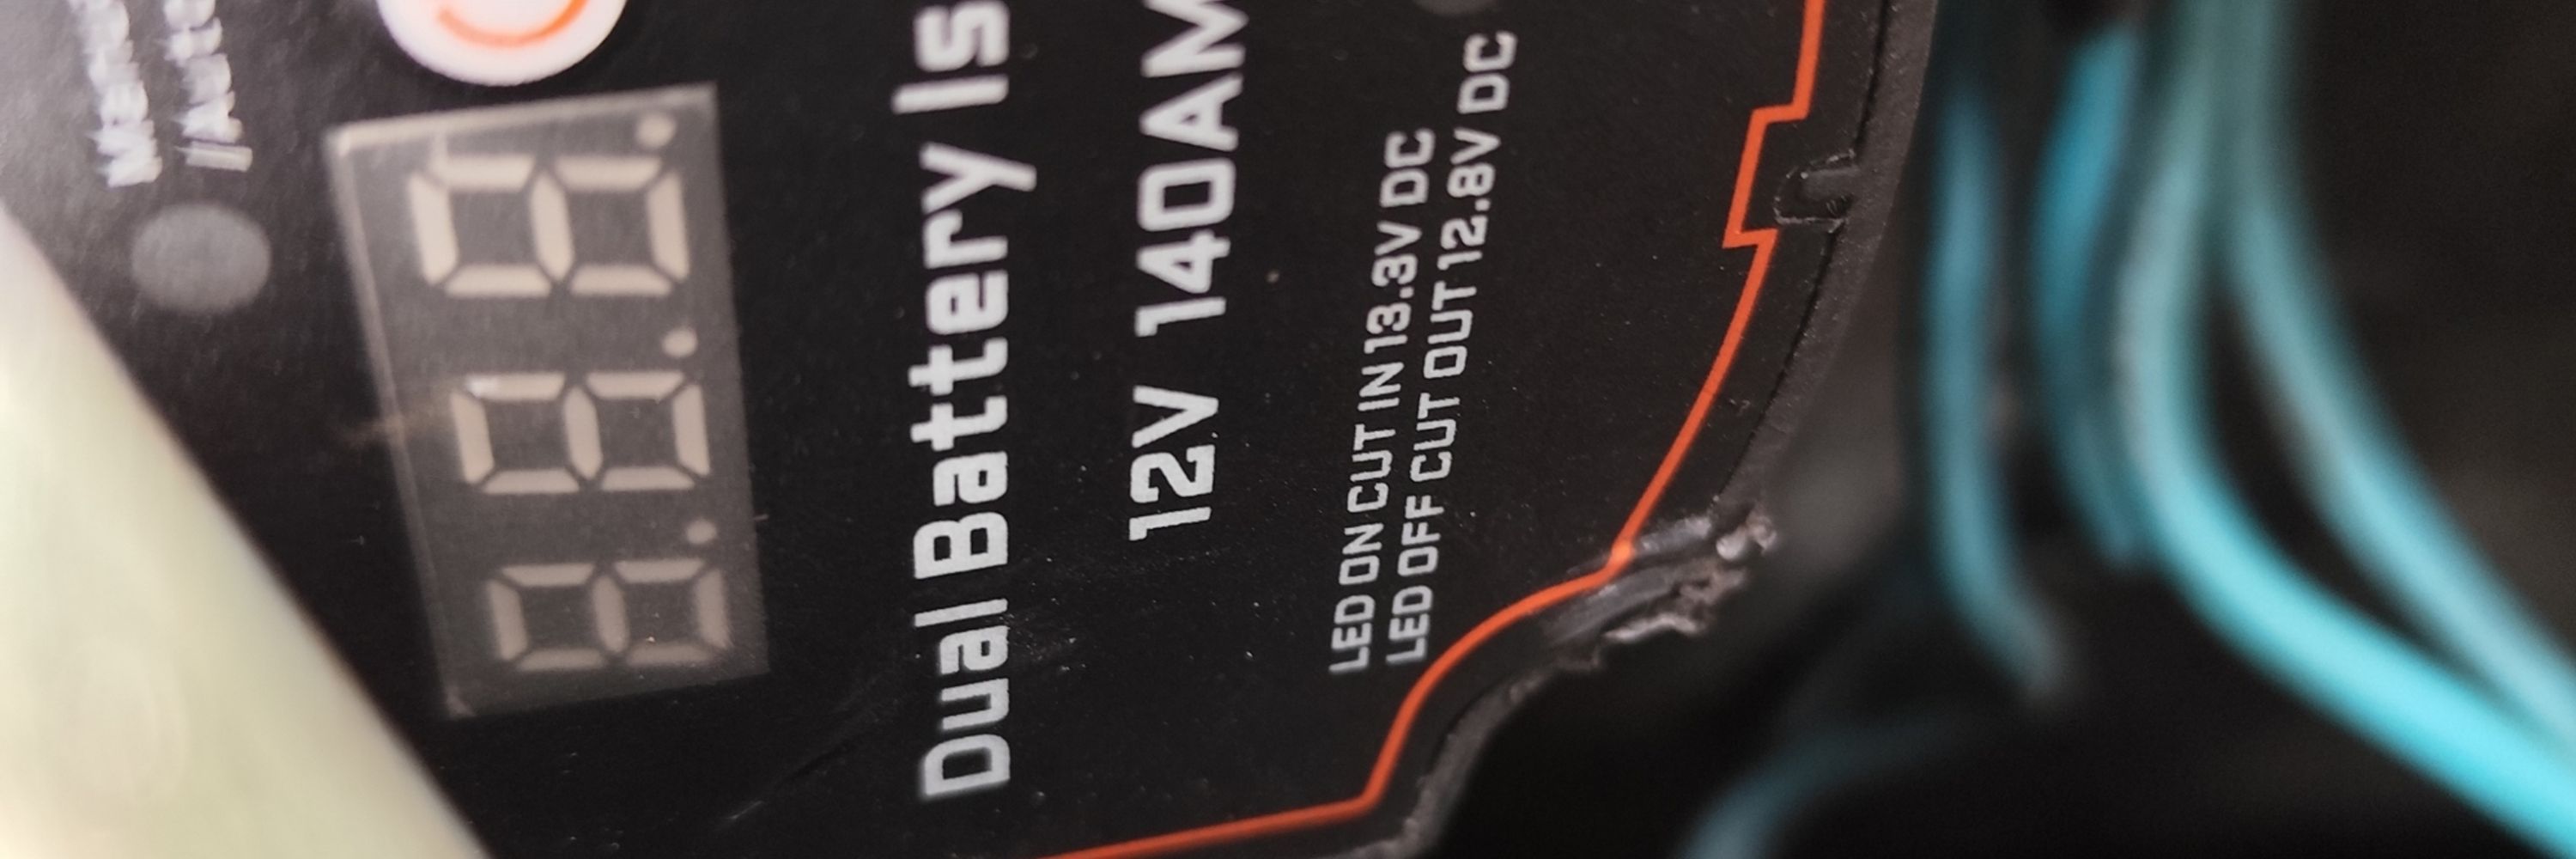 Dual Battery Is
12V 140AM
LED ON CUT IN 13.3V DC
LED OFF CUT OUT 12.8V DC